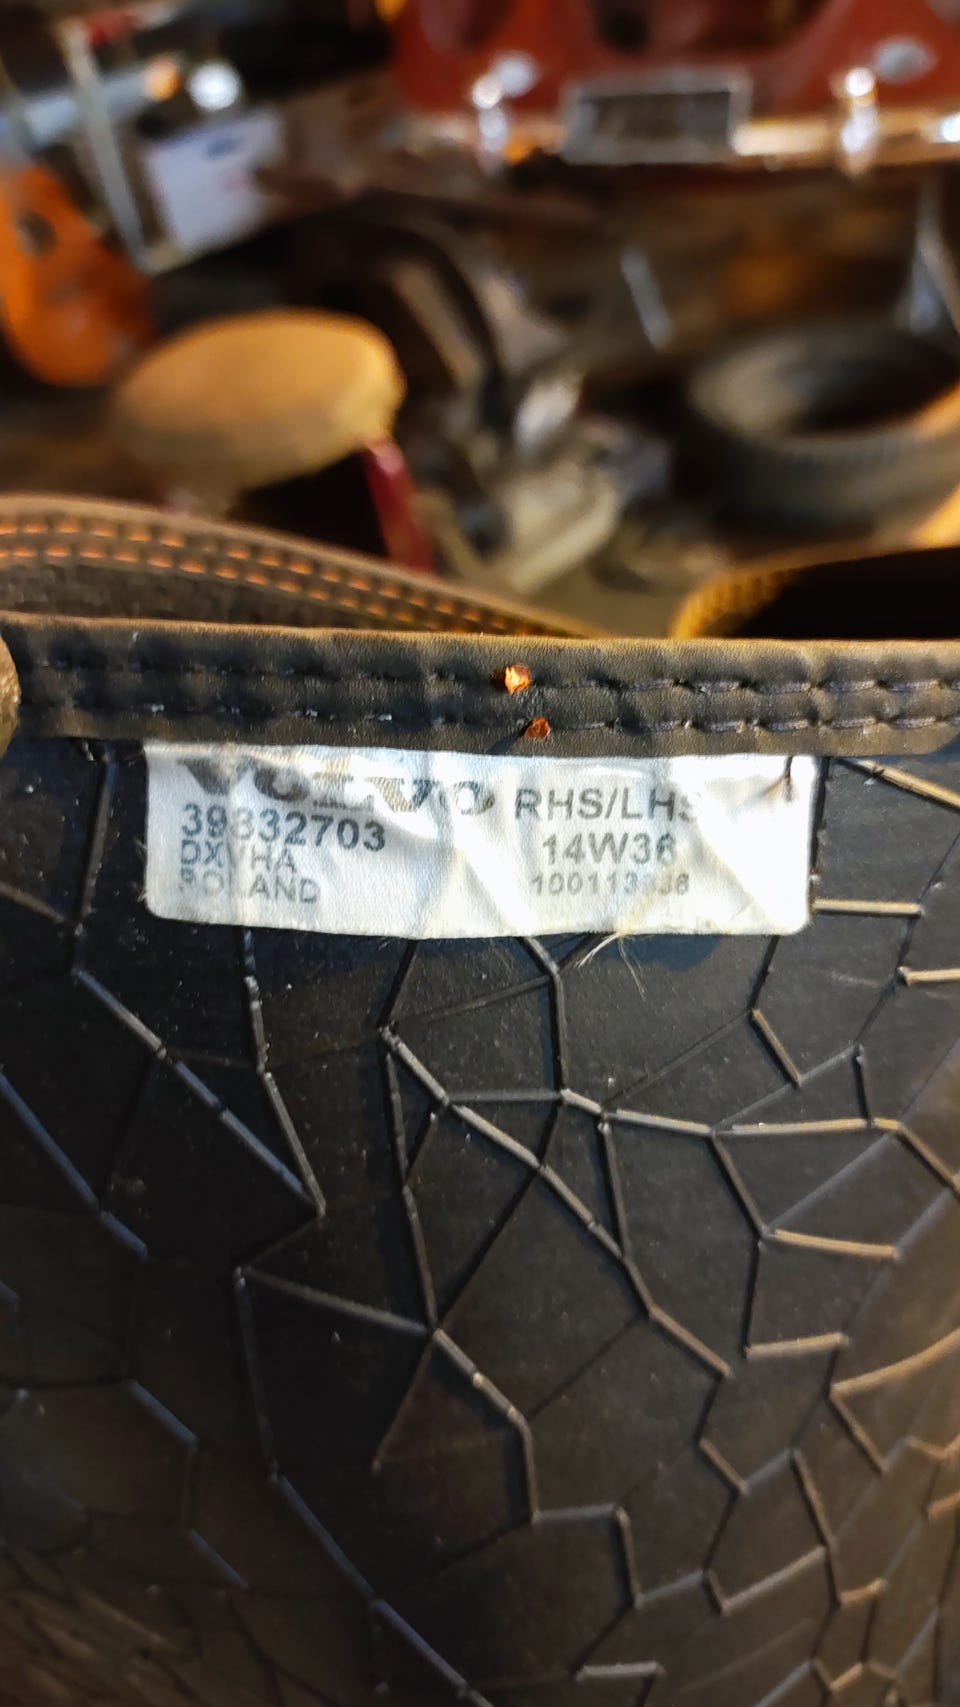 VOLVO
39832703
DXVHA
POLAND
RHS/LHS
14W36